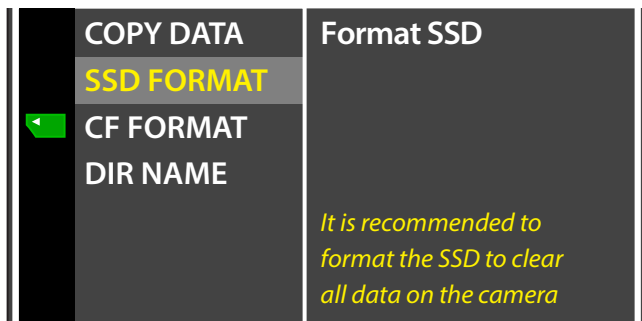 COPY DATA
SSD FORMAT
CF FORMAT
DIR NAME
Format SSD
It is recommended to
format the SSD to clear
all data on the camera